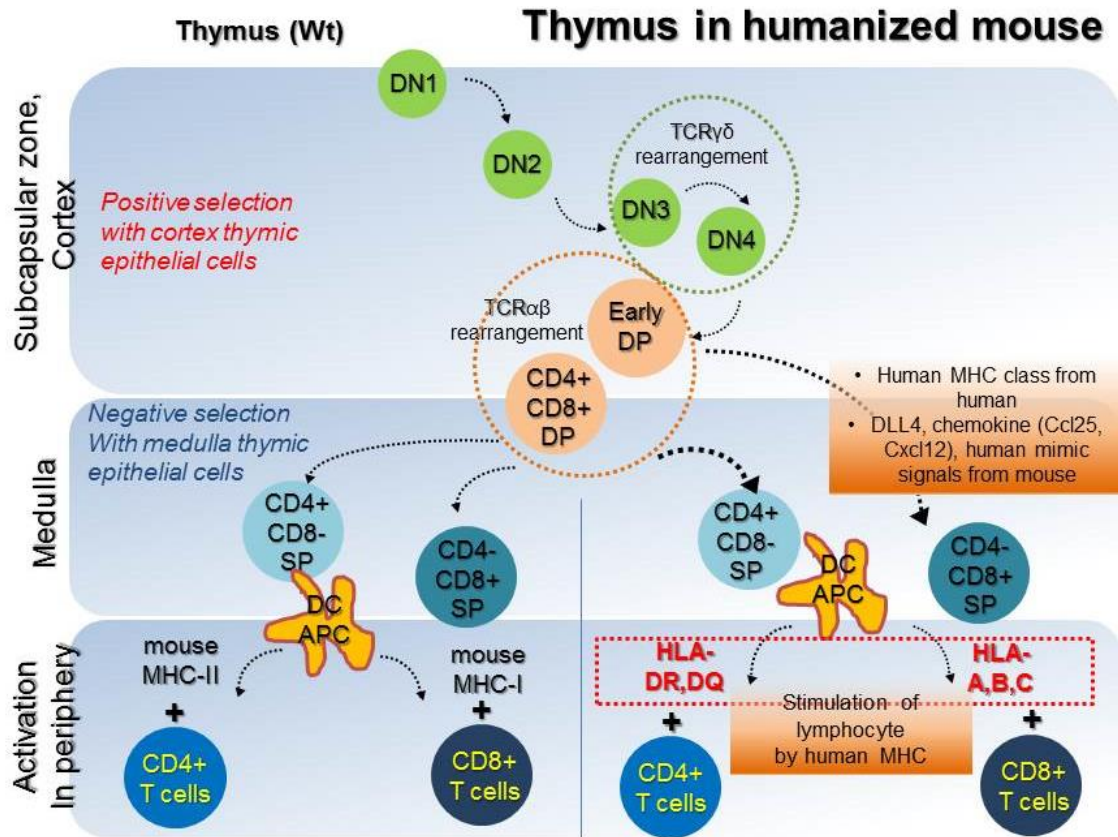 Thymus (Wt)
Thymus in humanized mouse
Subcapsular zone,
Cortex
DN1
DN2
TCRγδ
rearrangement
DN3
DN4
Positive selection
with cortex thymic
epithelial cells
TCRαβ
rearrangement
Early
DP
CD4+
CD8+
DP
• Human MHC class from
human
• DLL4, chemokine (Ccl25,
Cxcl12), human mimic
signals from mouse
Medulla
Negative selection
With medulla thymic
epithelial cells
CD4+
CD8-
SP
CD4-
CD8+
SP
DC
APC
CD4+
CD8-
SP
DC
APC
CD4-
CD8+
SP
Activation
In periphery
mouse
MHC-II
+
CD4+
T cells
mouse
MHC-I
+
CD8+
T cells
HLA-
DR,DQ
+
CD4+
T cells
Stimulation of
lymphocyte
by human MHC
HLA-
A,B,C
+
CD8+
T cells